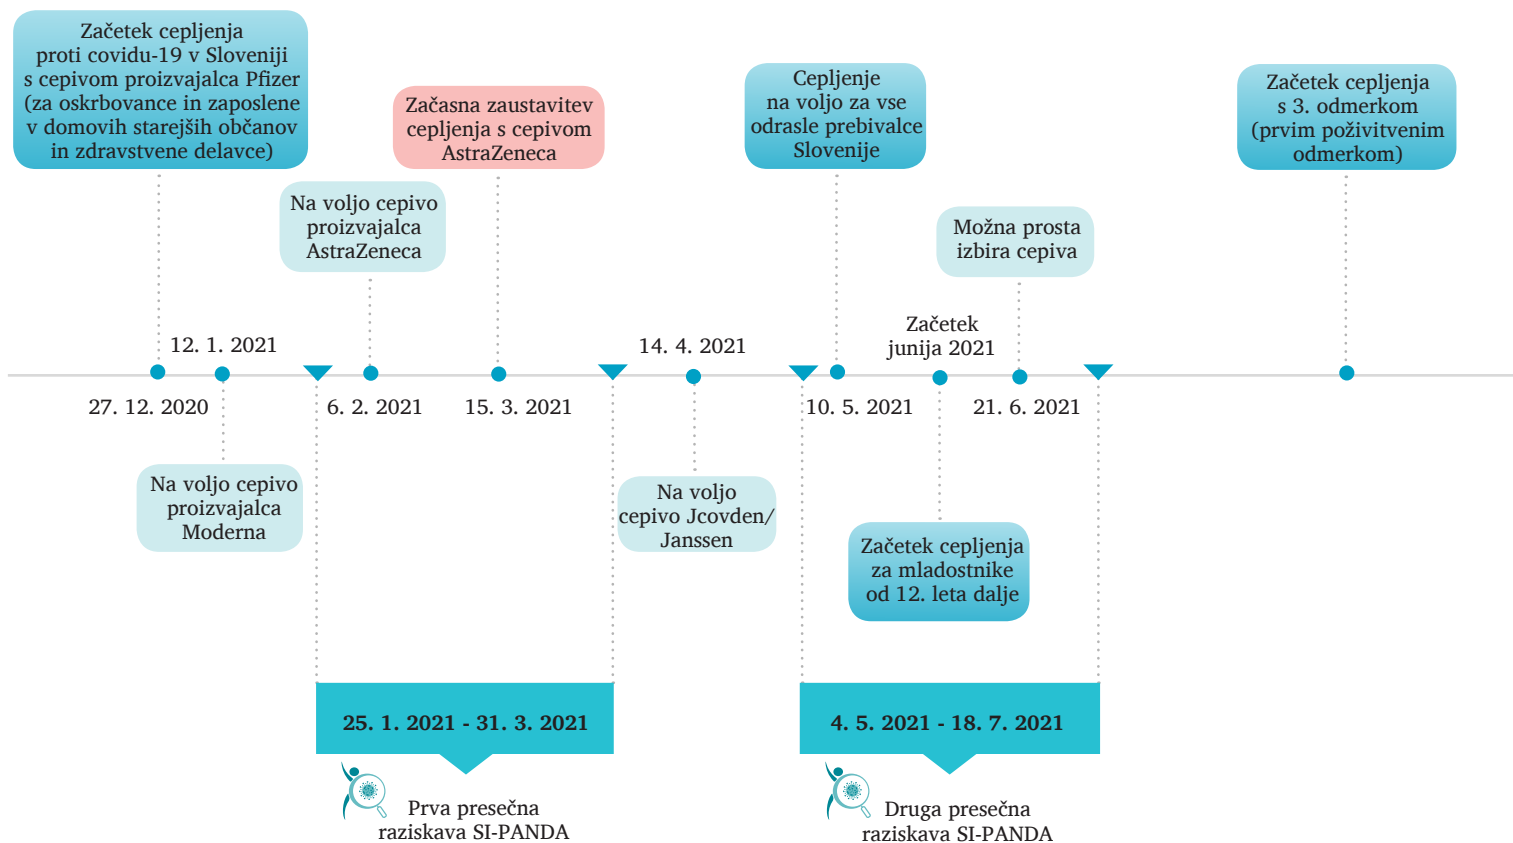 Začetek cepljenja
proti covidu-19 v Sloveniji
s cepivom proizvajalca Pfizer
(za oskrbovance in zaposlene
v domovih starejših občanov
in zdravstvene delavce)
Na voljo cepivo
proizvajalca
AstraZeneca
Začasna zaustavitev
cepljenja s cepivom
AstraZeneca
Cepljenje
na voljo za vse
odrasle prebivalce
Slovenije
Možna prosta
izbira cepiva
Začetek cepljenja
s 3. odmerkom
(prvim poživitvenim
odmerkom)
12. 1. 2021
14. 4. 2021
Začetek
junija 2021
27. 12. 2020
6. 2. 2021
15. 3. 2021
10. 5. 2021
21. 6. 2021
Na voljo cepivo
proizvajalca
Moderna
Na voljo
cepivo Jcovden/
Janssen
Začetek cepljenja
za mladostnike
od 12. leta dalje
25. 1. 2021 - 31. 3. 2021
Prva presečna
raziskava SI-PANDA
4. 5. 2021 - 18. 7. 2021
Druga presečna
raziskava SI-PANDA